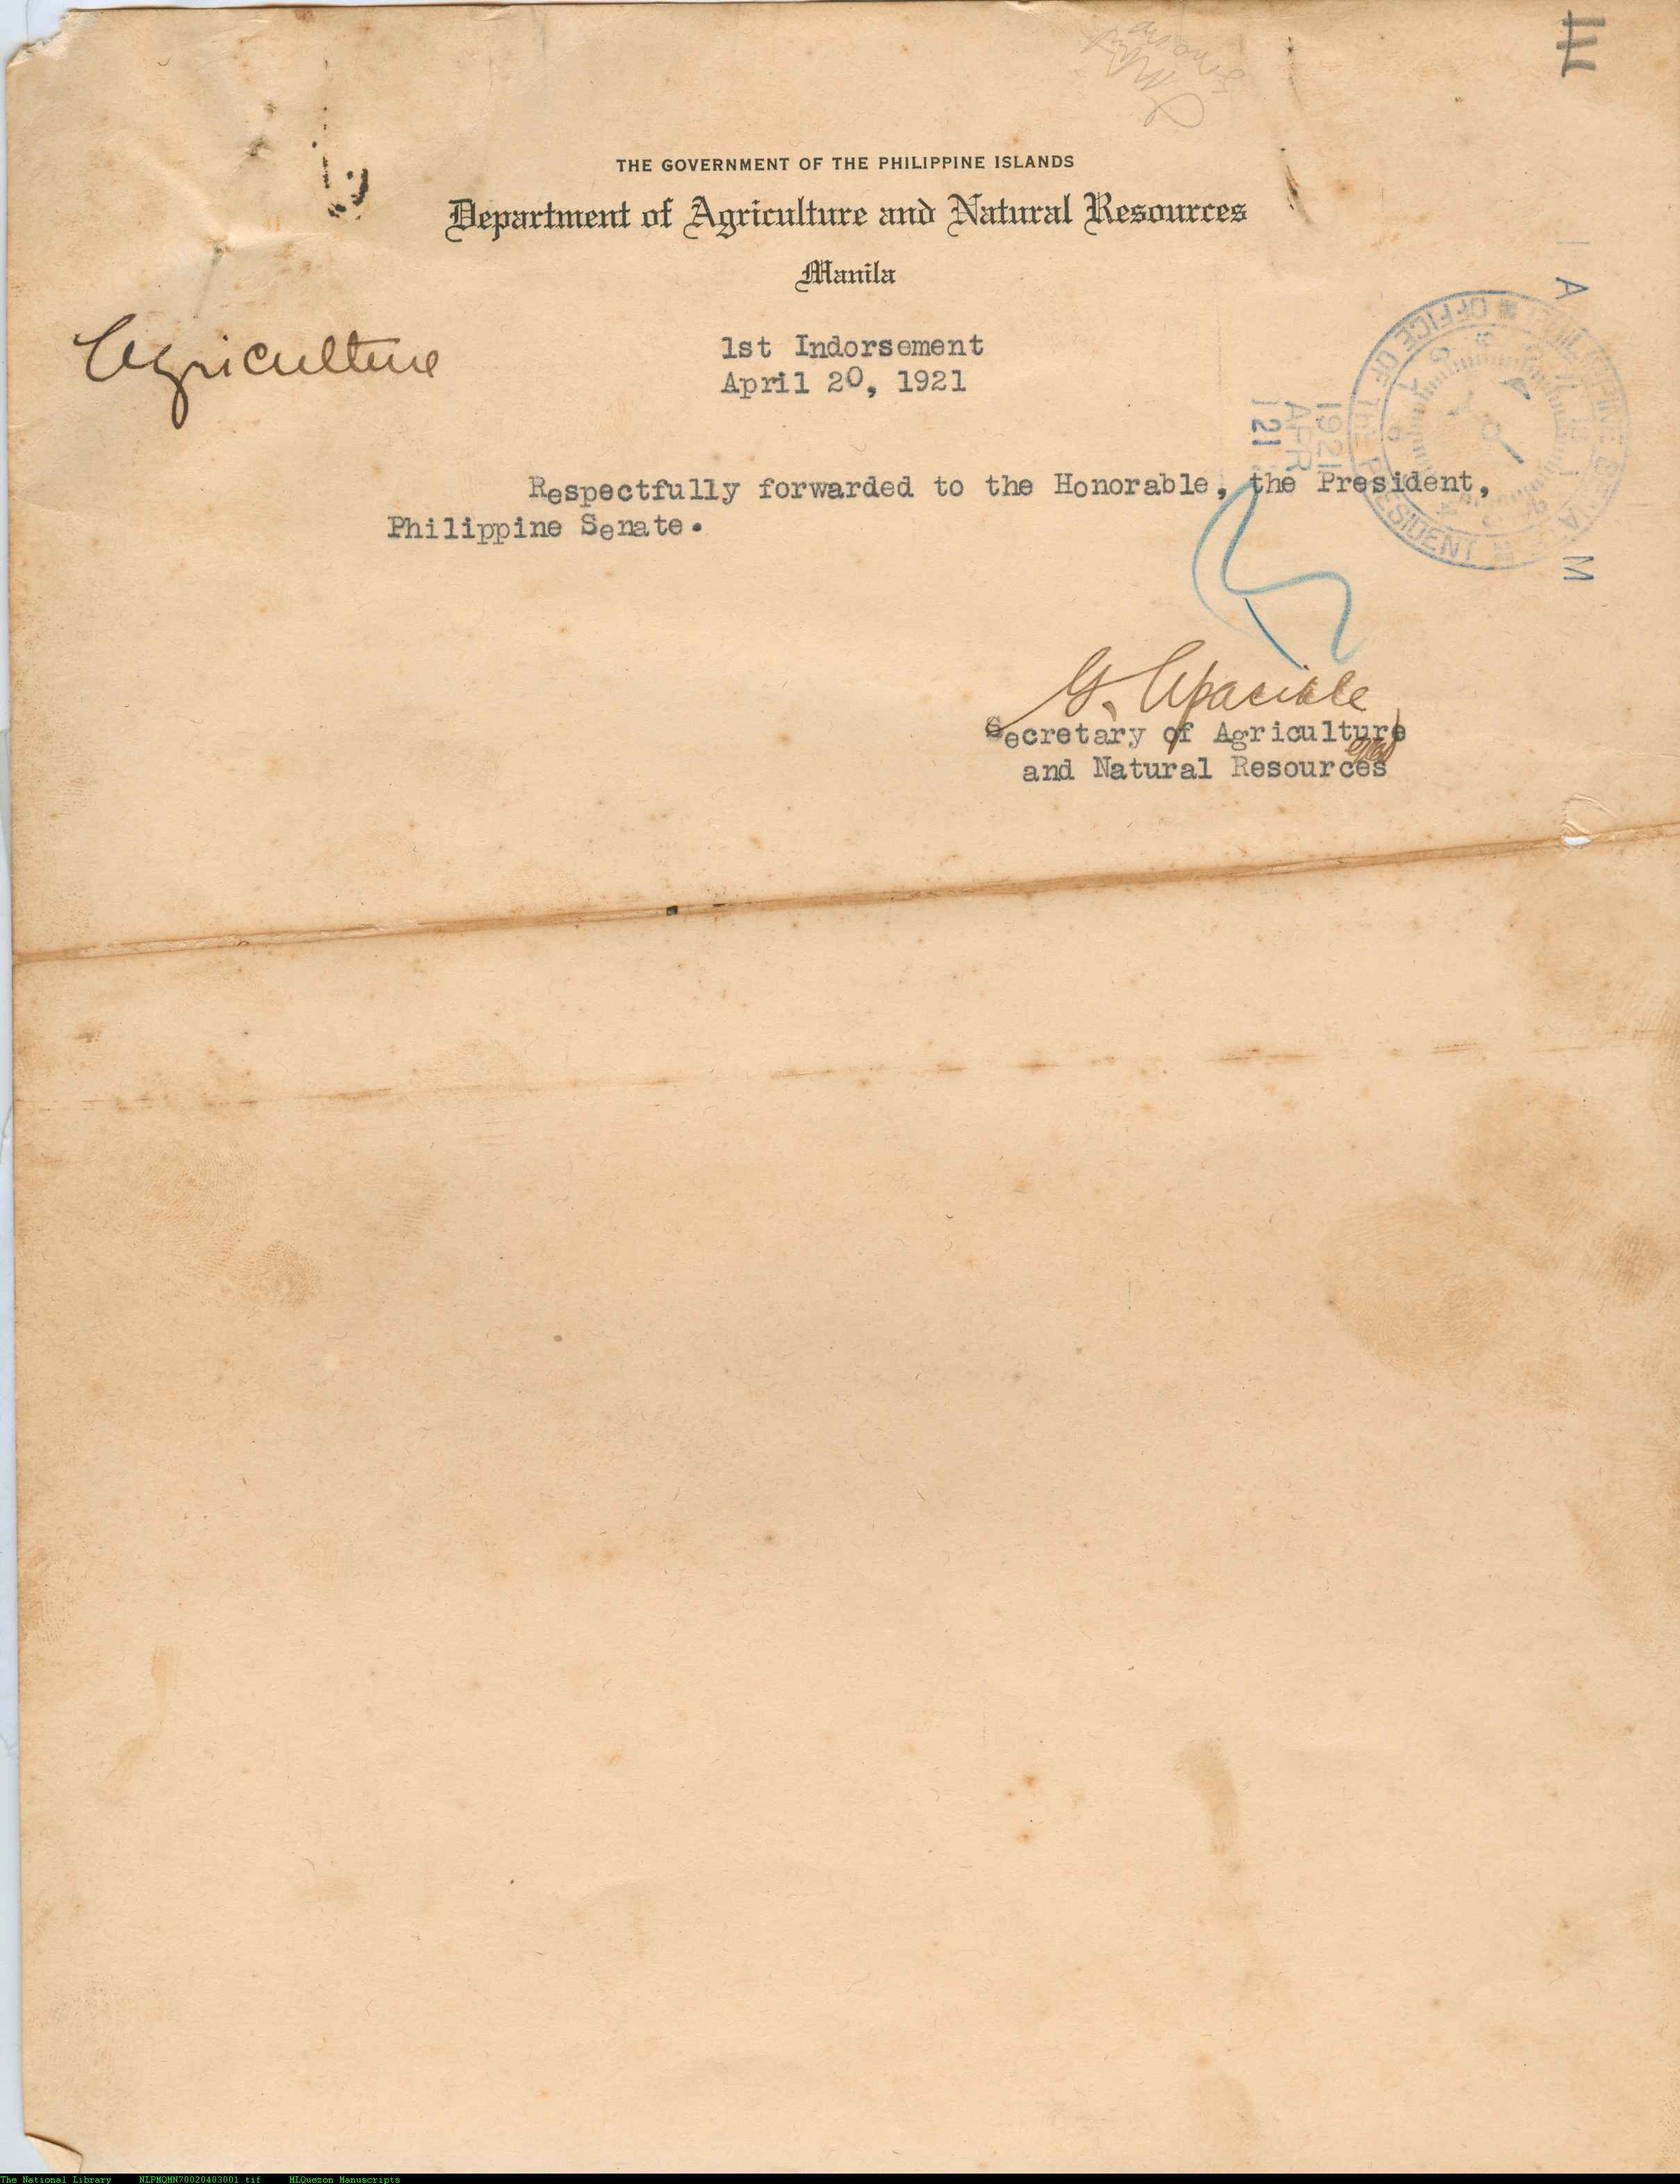 THE GOVERNMENT OF THE PHILIPPINE ISLANDS
Department of Agriculture and Natural Resources
Manila
Agriculture
1st Indorsement
April 20, 1921
1921
APR
21
OFFICE OF THE PRESIDENT
PHILIPPINE
A M
Respectfully forwarded to the Honorable, the President,
Philippine Senate.
G. Apacible
Secretary of Agriculture
and Natural Resources
The National Library NLPMQMN70020403001.tif MLQuezon Manuscripts